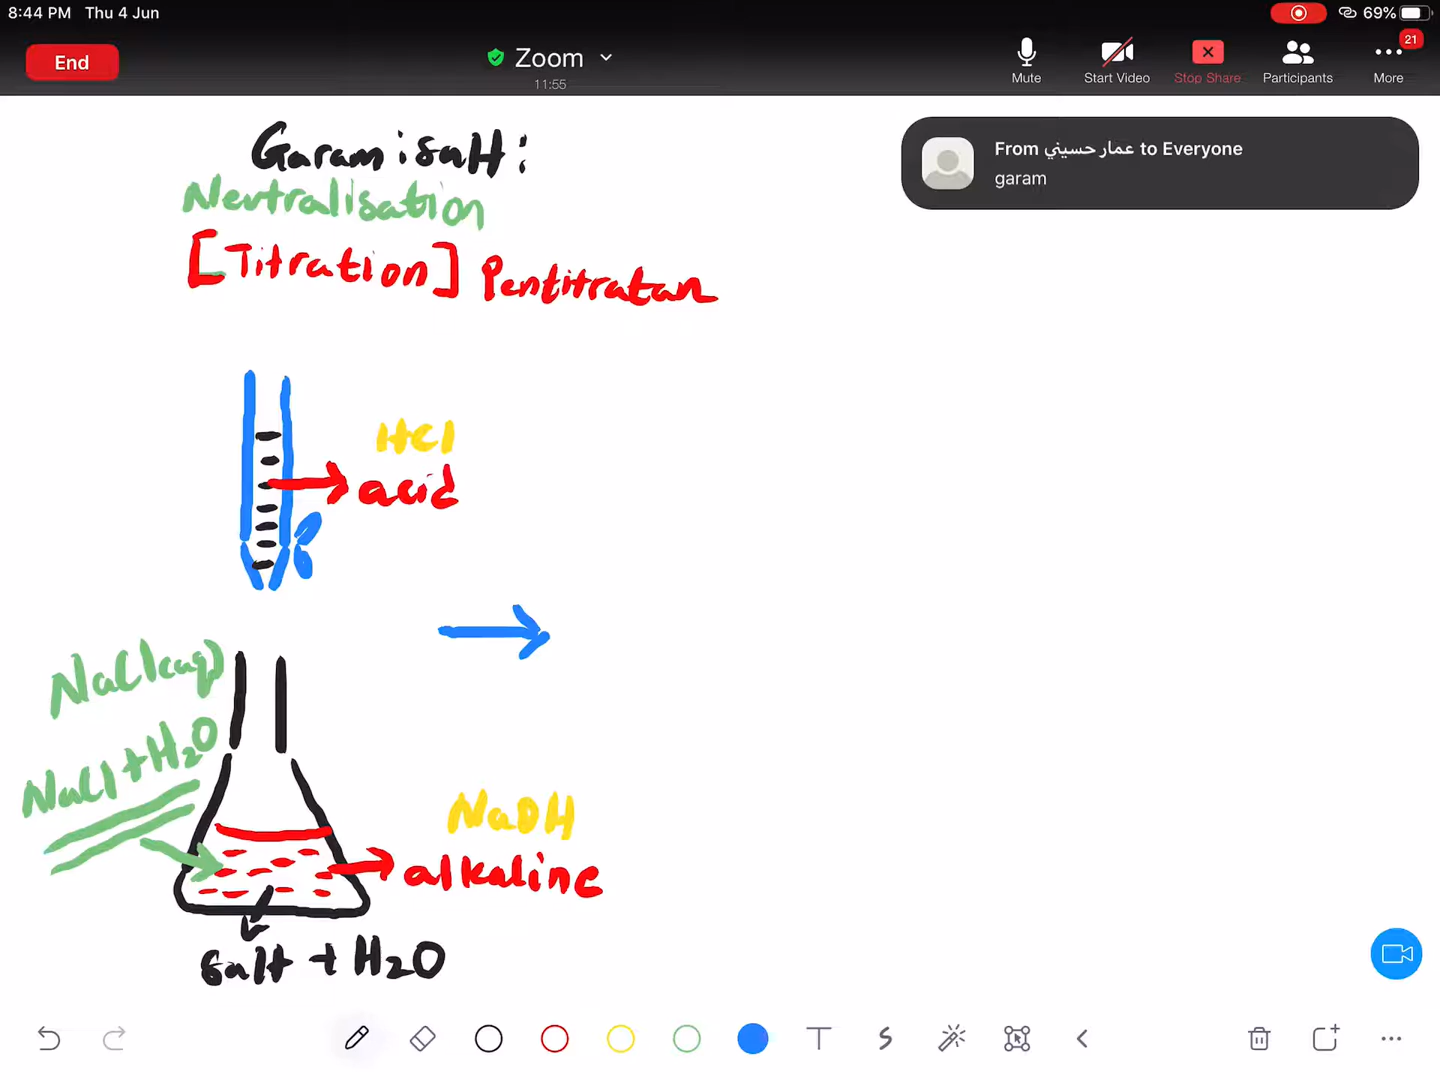 8:44 PM Thu 4 Jun
69%
End
Zoom
11:55
Mute
Start Video
Stop Share
Participants
21
More
From عمار حسيني to Everyone
garam
Garam : salt :
Neutralisation
[Titration] Pentitratan
HCl
acid
NaCl(aq)
NaCl + H2O
NaOH
alkaline
salt + H2O
T